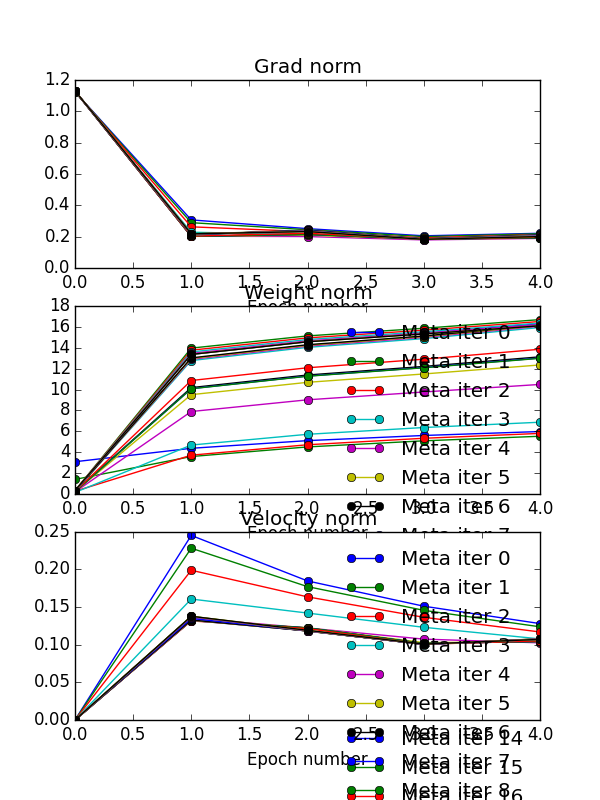 Grad norm
1.2
1.0
0.8
0.6
0.4
0.2
0.0
0.0 0.5 1.0 1.5 2.0 2.5 3.0 3.5 4.0
Epoch number
Weight norm
18
16
14
12
10
8
6
4
2
0
Meta iter 0
Meta iter 1
Meta iter 2
Meta iter 3
Meta iter 4
Meta iter 5
Meta iter 6
Meta iter 7
0.0 0.5 1.0 1.5 2.0 2.5 3.0 3.5 4.0
Epoch number
Velocity norm
0.25
0.20
0.15
0.10
0.05
0.00
Meta iter 0
Meta iter 1
Meta iter 2
Meta iter 3
Meta iter 4
Meta iter 5
Meta iter 6
0.0 0.5 1.0 1.5 2.0 2.5 3.0 3.5 4.0
Meta iter 14
Epoch number
Meta iter 7
Meta iter 15
Meta iter 8
Meta iter 16